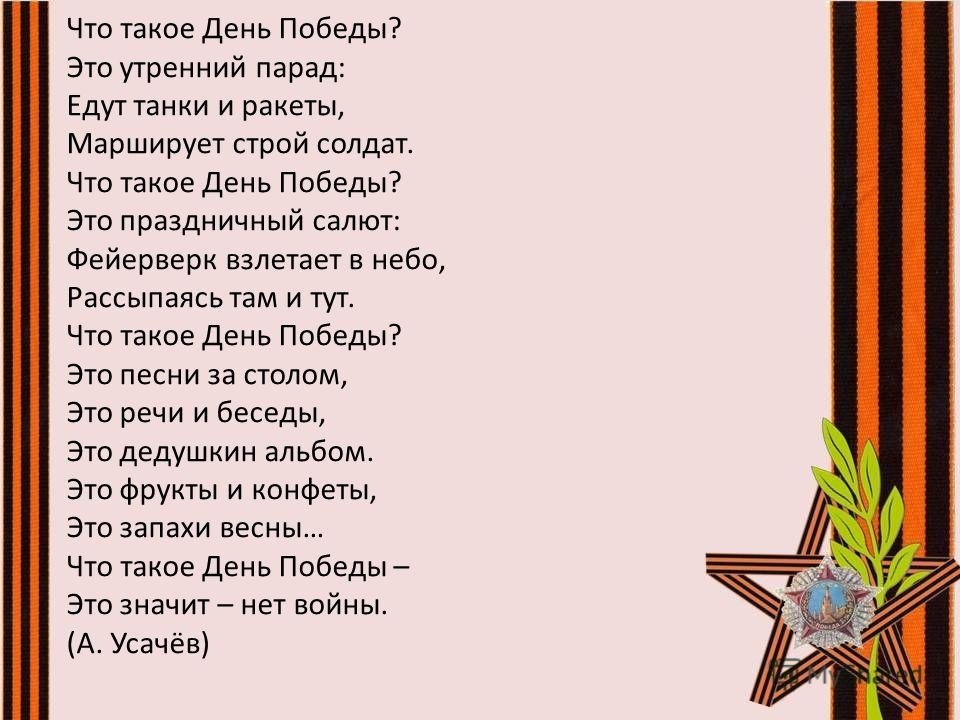 Что такое День Победы?
Это утренний парад:
Едут танки и ракеты,
Марширует строй солдат.
Что такое День Победы?
Это праздничный салют:
Фейерверк взлетает в небо,
Рассыпаясь там и тут.
Что такое День Победы?
Это песни за столом,
Это речи и беседы,
Это дедушкин альбом.
Это фрукты и конфеты,
Это запахи весны…
Что такое День Победы –
Это значит – нет войны.
(А. Усачёв)
ПОБЕДА
MyShared